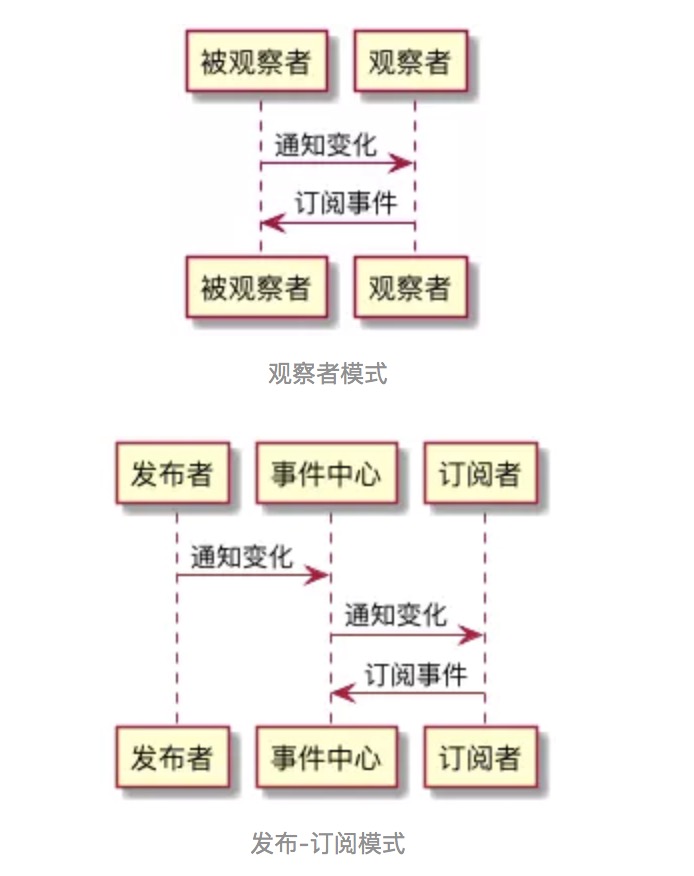 被观察者 观察者
通知变化
订阅事件
被观察者 观察者
观察者模式
发布者 事件中心 订阅者
通知变化
通知变化
订阅事件
发布者 事件中心 订阅者
发布-订阅模式